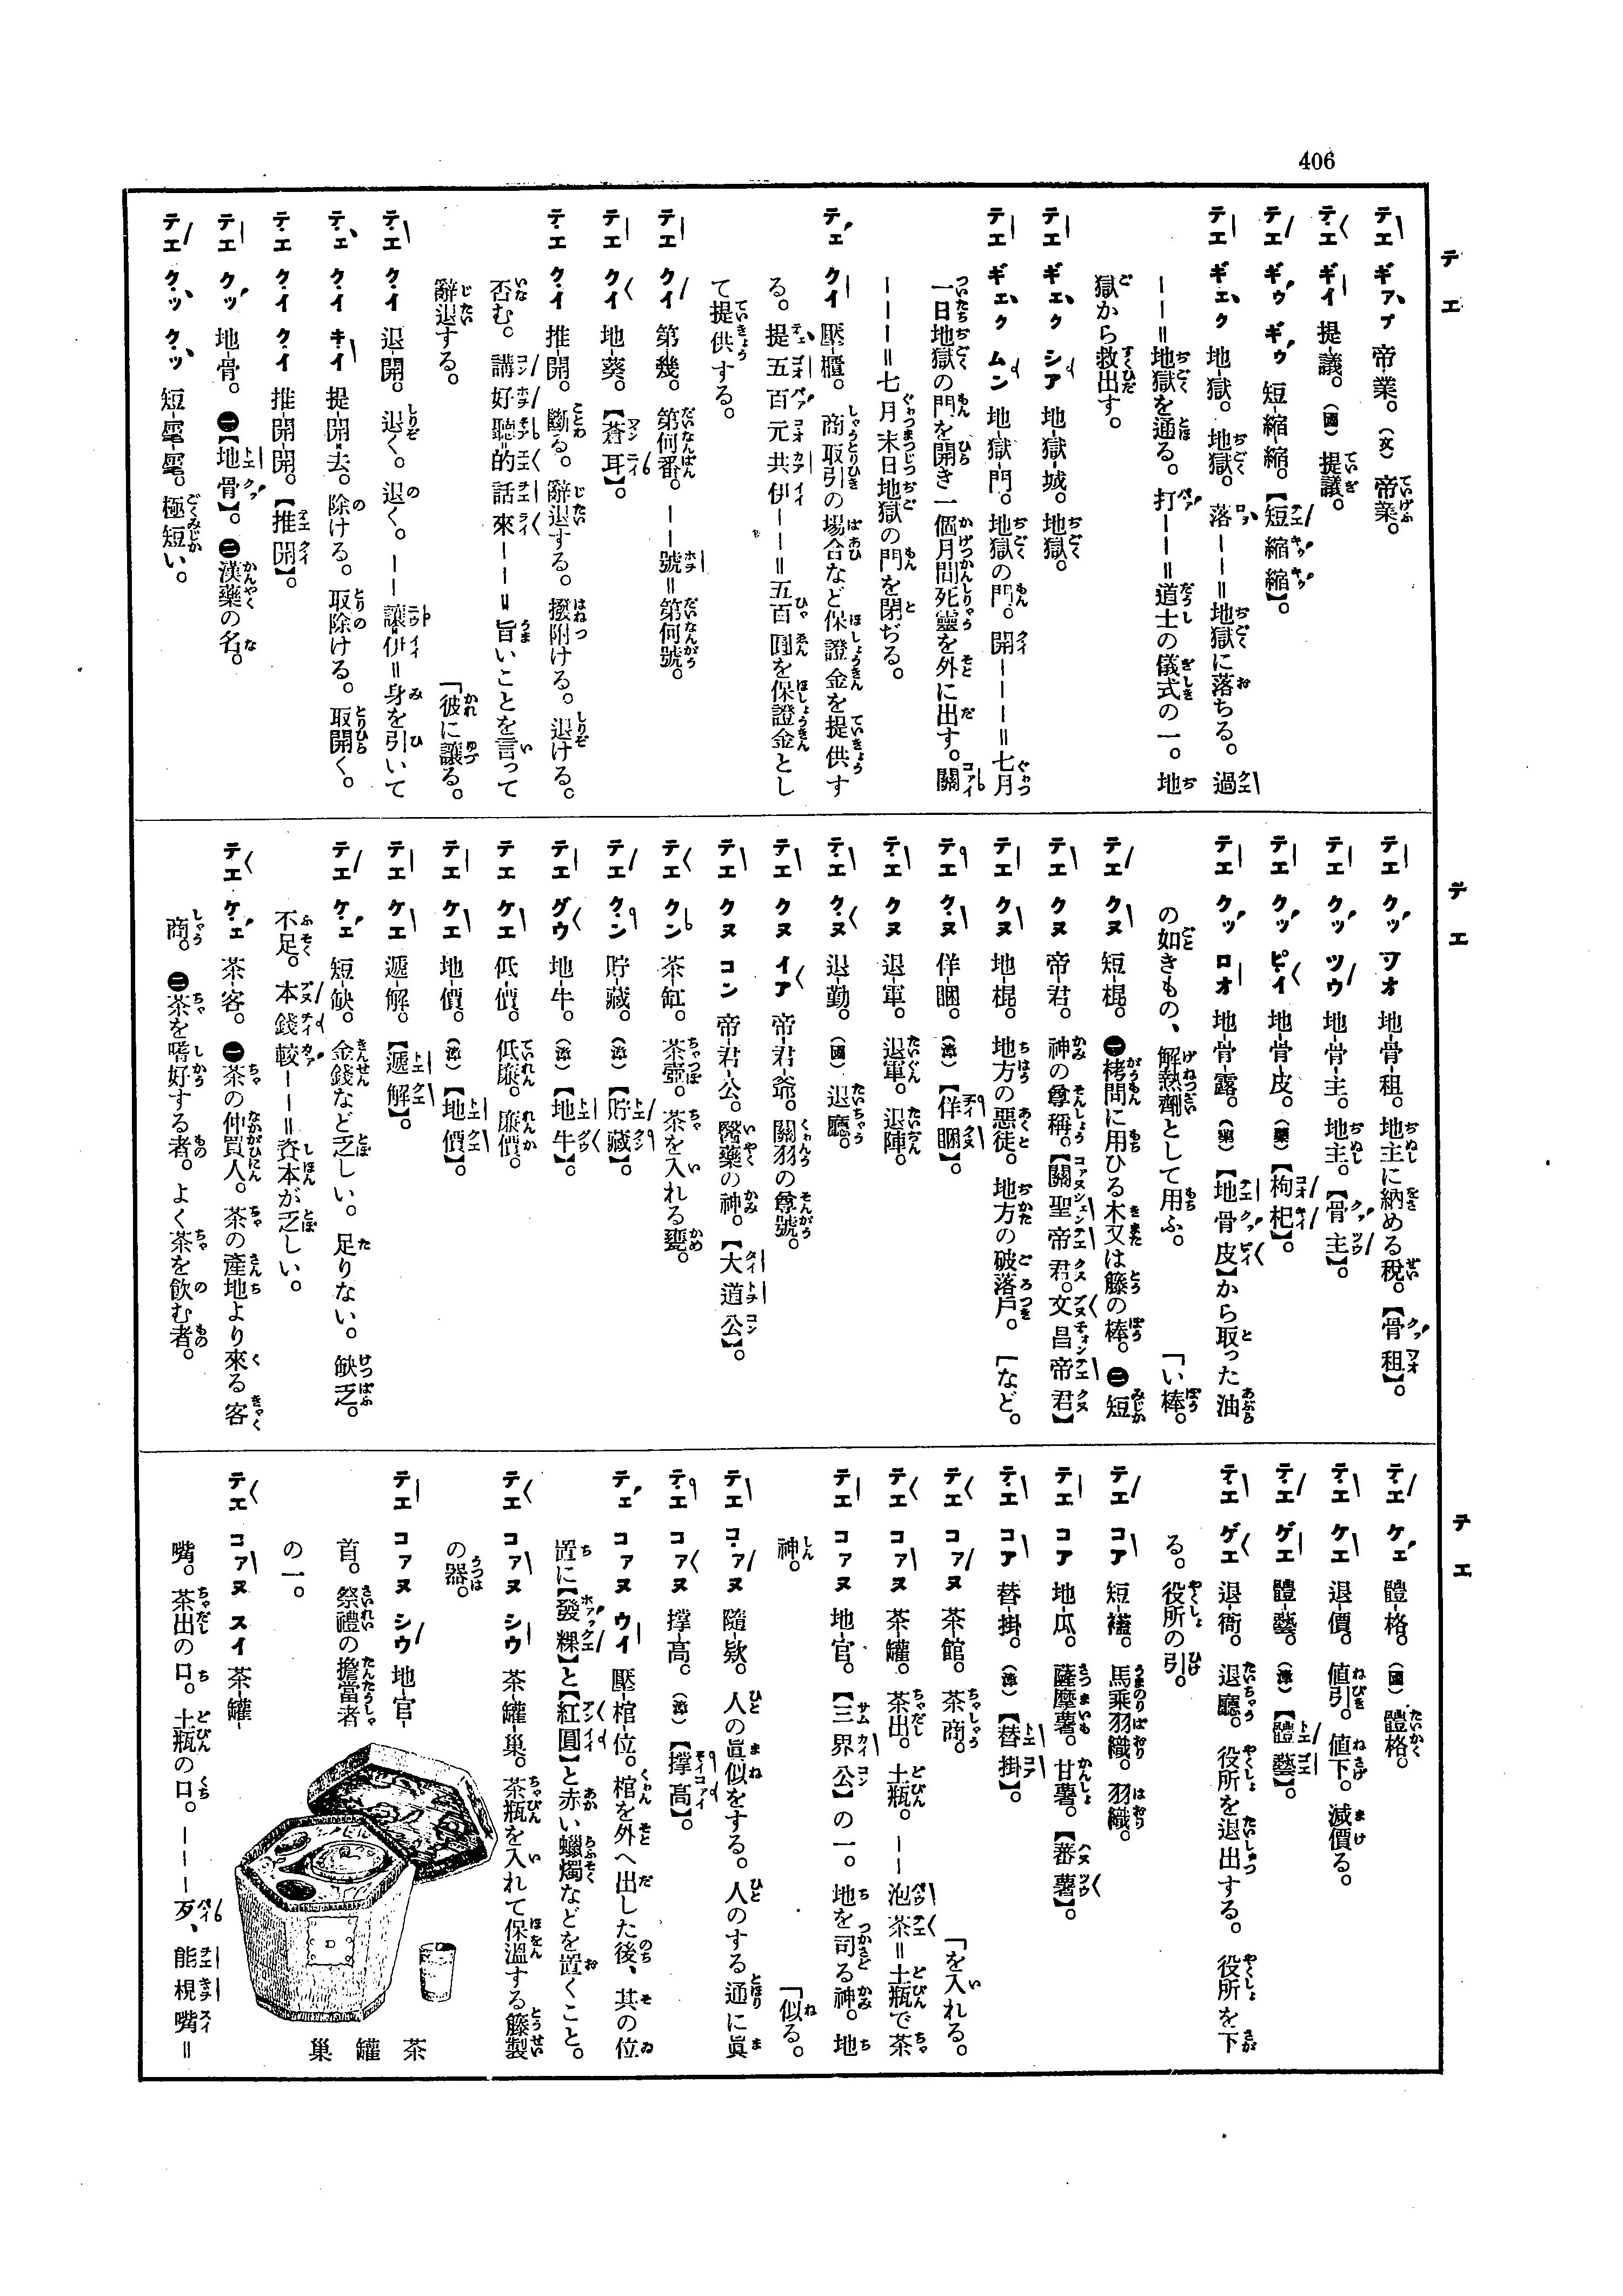 406
テ エ
テエ ギアプ 帝-業。(文) 帝業。
テエ ギイ 提-議。(國) 提議。
テエ ギウ ギウ 短-縮-縮。【短縮縮】。
テエ ギエク 地-獄。地獄。落──=地獄に落ちる。過
──=地獄を通る。打──=道士の儀式の一。地
獄から救出す。
テエ ギエク シア 地-獄-城。地獄。
テエ ギエク ムン 地-獄-門。地獄の門。開───=七月
一日地獄の門を開き一個月間死靈を外に出す。關
───=七月末日地獄の門を閉ぢる。
テエ クイ 壓-櫃。商取引の場合など保證金を提供す
る。提五百元共伊──=五百圓を保證金とし
て提供する。
テエ クイ 第-幾。第何番。──號=第何號。
テエ クイ 地-葵。【蒼耳】。
テエ クイ 推-開。斷る。辭退する。撥附ける。退ける。
否む。講好聽的話來──=旨いことを言って
辭退する。 「彼に讓る。
テエ クイ 退-開。退く。退く。──讓伊=身を引いて
テエ クイ キイ 提-開-去。除ける。取除ける。取開く。
テエ クイ クイ 推-開-開。【推開】。
テエ クッ 地-骨。㊀【地骨】。㊁漢藥の名。
テエ クッ クッ 短-毣-毣。極短い。
テ エ
テエ クッ ツオ 地-骨-租。地主に納める稅。【骨租】。
テエ クッ ツウ 地-骨-主。地主。【骨主】。
テエ クッ ピイ 地-骨-皮。(藥)【枸杞】。
テエ クッ ロオ 地-骨-露。(藥)【地骨皮】から取った油
の如きもの、解熱劑として用ふ。 「い棒。
テエ クヌ 短-棍。㊀拷問に用ひる木又は籐の棒。㊁短
テエ クヌ 帝-君。神の尊稱。【關聖帝君。文昌帝君】
テエ クヌ 地-棍。地方の惡徒。地方の破落戶。 「など。
テエ クヌ 佯-睏。(漳)【佯睏】。
テエ クヌ 退-軍。退軍。退陣。
テエ クヌ 退-勤。(國) 退廳。
テエ クヌ イア 帝-君-爺。關羽の尊號。
テエ クヌ コン 帝-君-公。醫藥の神。【大道公】。
テエ クン 茶-缸。茶壺。茶を入れる甕。
テエ クン 貯-藏。(漳)【貯藏】。
テエ グウ 地-牛。(漳)【地牛】。
テエ ケエ 低-價。低廉。廉價。
テエ ケエ 地-價。(漳)【地價】。
テエ ケエ 遞-解。【遞解】。
テエ ケエ 短-缺。金錢など乏しい。足りない。缺乏。
不足。本錢較──=資本が乏しい。
テエ ケエ 茶-客。㊀茶の仲買人。茶の產地より來る客
商。㊁茶を嗜好する者。よく茶を飮む者。
テ エ
テエ ケエ 體-格。(國) 體格。
テエ ケエ 退-價。値引。値下。減價る。
テエ ゲエ 體-藝。(漳)【體藝】。
テエ ゲエ 退-衙。退廳。役所を退出する。役所を下
る。役所の引。
テエ コア 短-䘆。馬乘羽織。羽織。
テエ コア 地-瓜。薩摩薯。甘薯。【蕃薯】。
テエ コア 替-掛。(漳)【替掛】。
テエ コアヌ 茶-館。茶商。 「を入れる。
テエ コアヌ 茶-罐。茶出。土瓶。──泡茶=土瓶で茶
テエ コアヌ 地-官。【三界公】の一。地を司る神。地
神。 「似る。
テエ コアヌ 隨-欵。人の眞似をする。人のする通に眞
テエ コアヌ 撑-高。(漳)【撑高】。
テエ コアヌ ウイ 壓-棺-位。棺を外へ出した後、其の位
置に【發粿】と【紅圓】と赤い蠟燭などを置くこと。
テエ コアヌ シウ 茶-罐-巢。茶瓶を入れて保溫する籐製
の器。
テエ コアヌ シウ 地-官-
首。祭禮の擔當者
の一。
テエ コアヌ スイ 茶-罐-
嘴。茶出の口。土瓶の口。───歹、能梘嘴=
茶罐巢